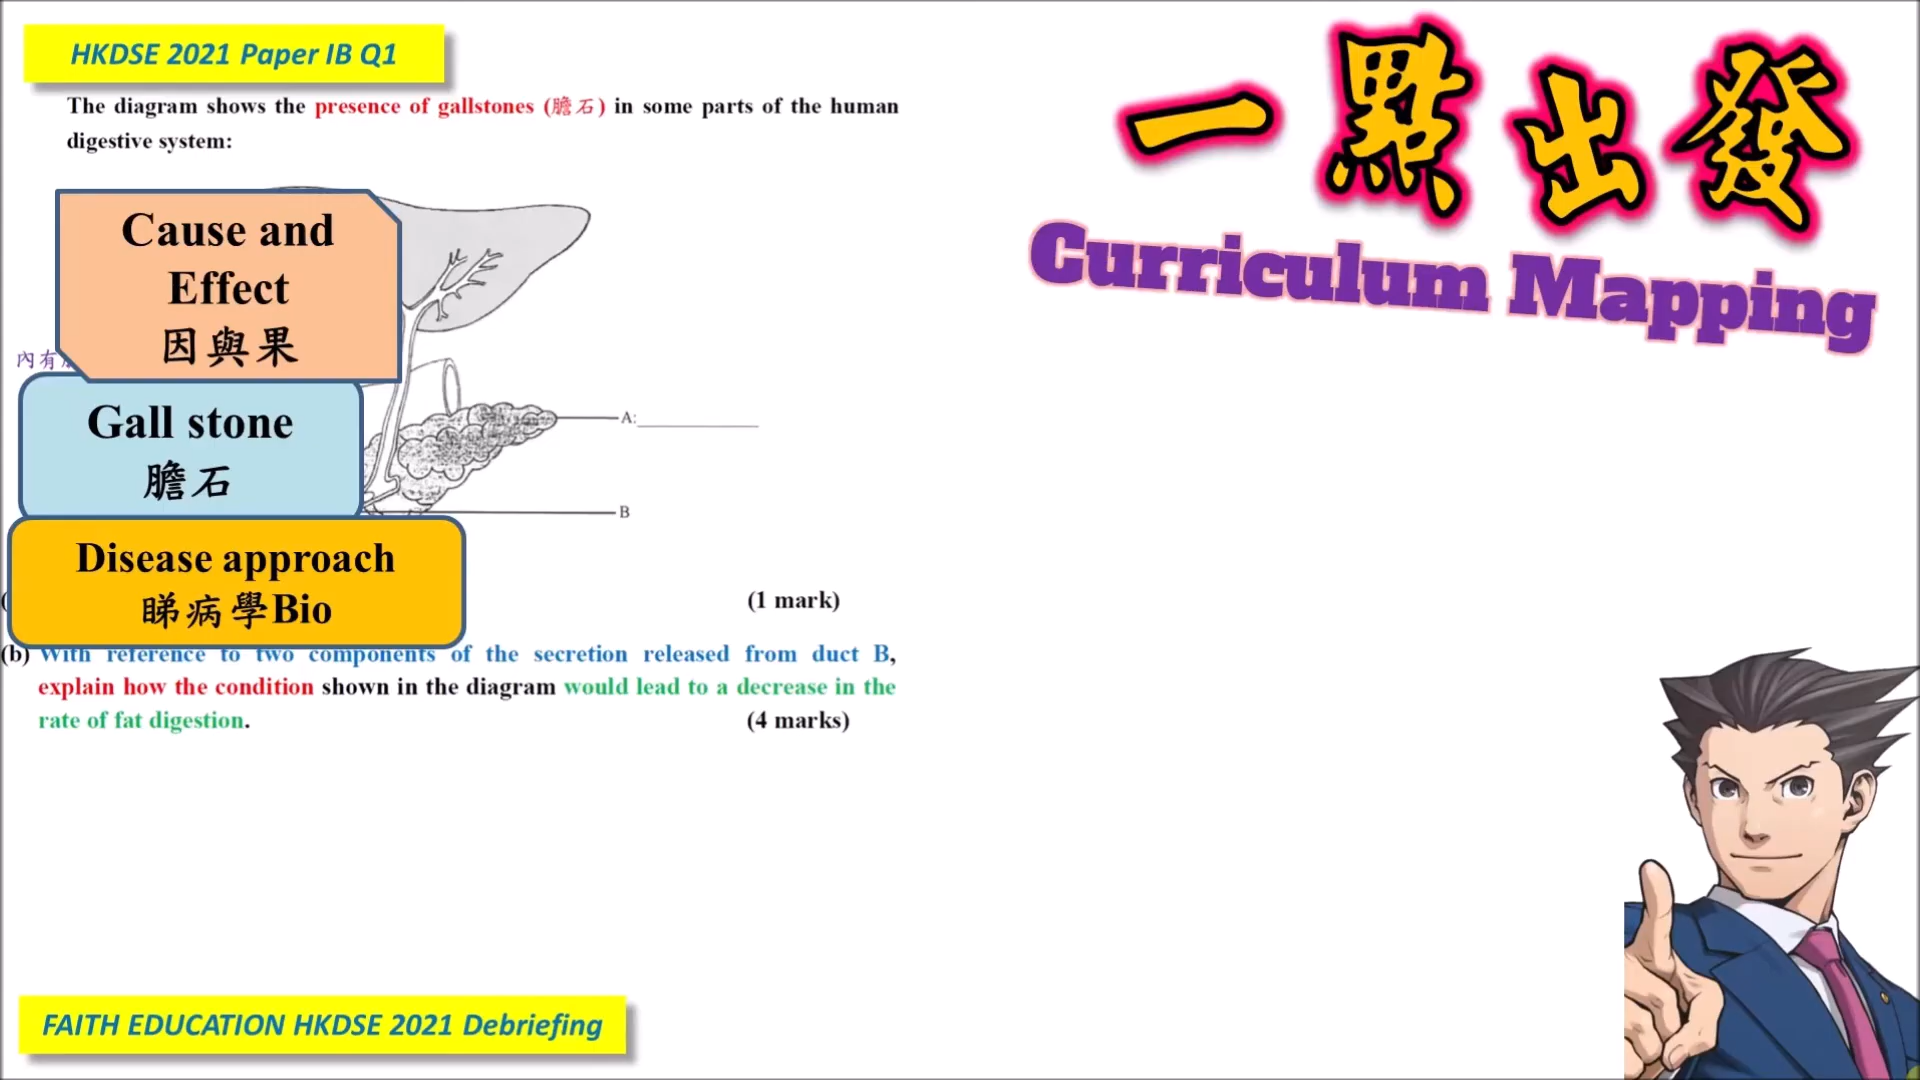 HKDSE 2021 Paper IB Q1
The diagram shows the presence of gallstones (膽石) in some parts of the human
digestive system:
一點出發
Curriculum Mapping
Cause and
Effect
因與果
內有
Gall stone
膽石
A:
B
Disease approach
睇病學Bio
(1 mark)
(b) With reference to two components of the secretion released from duct B,
explain how the condition shown in the diagram would lead to a decrease in the
rate of fat digestion.
(4 marks)
FAITH EDUCATION HKDSE 2021 Debriefing